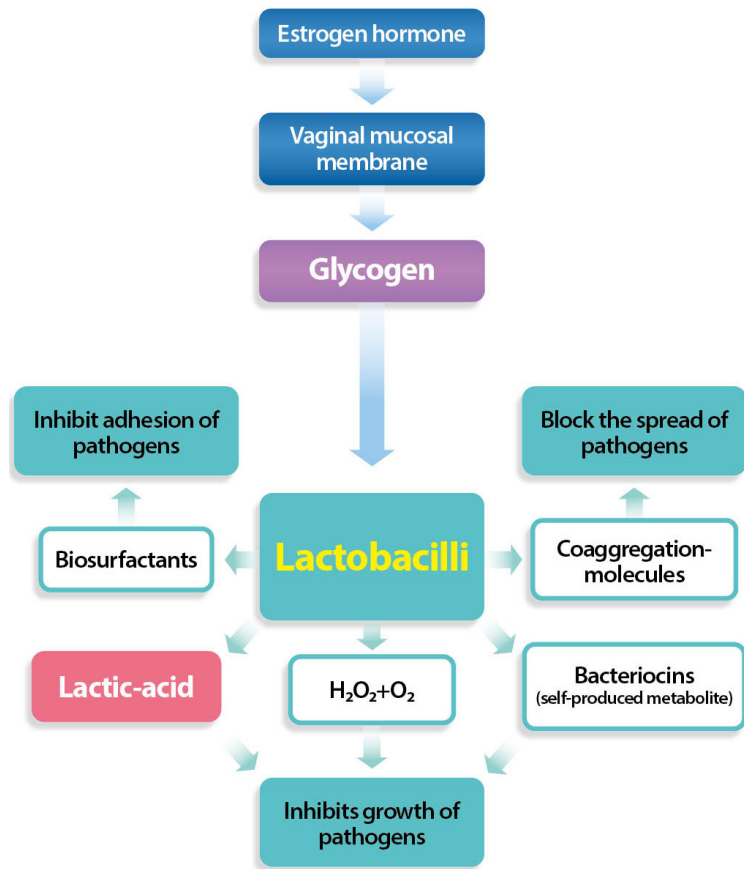 Estrogen hormone
Vaginal mucosal
membrane
Glycogen
Inhibit adhesion of
pathogens
Block the spread of
pathogens
Biosurfactants
Lactobacilli
Coaggregation-
molecules
Lactic-acid
H₂O₂+O₂
Bacteriocins
(self-produced metabolite)
Inhibits growth of
pathogens